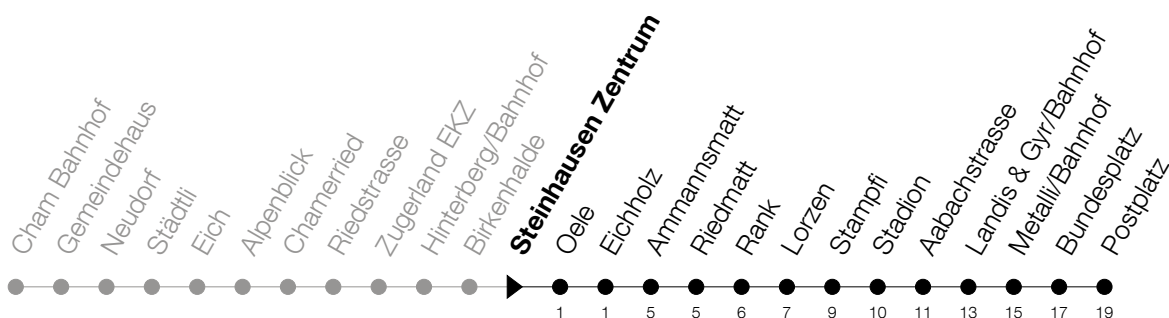 Cham Bahnhof
Gemeindehaus
Neudorf
Städtli
Eich
Alpenblick
Chamerried
Riedstrasse
Zugerland EKZ
Hinterberg/Bahnhof
Birkenhalde
Steinhausen Zentrum
Oele
Eichholz
Ammannsmatt
Riedmatt
Rank
Lorzen
Stampfi
Stadion
Aabachstrasse
Landis & Gyr/Bahnhof
Metalli/Bahnhof
Bundesplatz
Postplatz
1 1 5 5 6 7 9 10 11 13 15 17 19